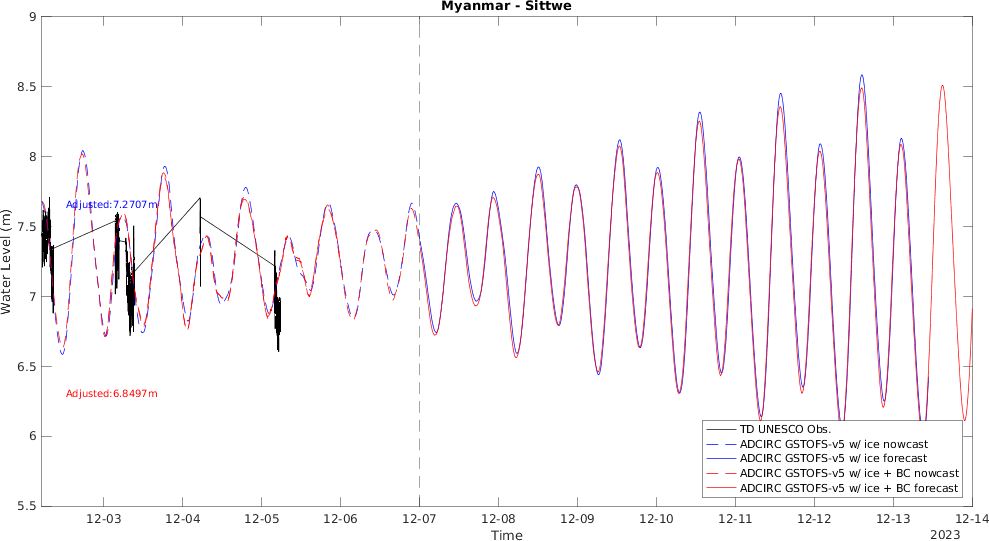 Myanmar - Sittwe
Water Level (m)
9
8.5
8
7.5
7
6.5
6
5.5
Adjusted:7.2707m
Adjusted:6.8497m
TD UNESCO Obs.
ADCIRC GSTOFS-v5 w/ ice nowcast
ADCIRC GSTOFS-v5 w/ ice forecast
ADCIRC GSTOFS-v5 w/ ice + BC nowcast
ADCIRC GSTOFS-v5 w/ ice + BC forecast
12-03 12-04 12-05 12-06 12-07 12-08 12-09 12-10 12-11 12-12 12-13 12-14
Time
2023